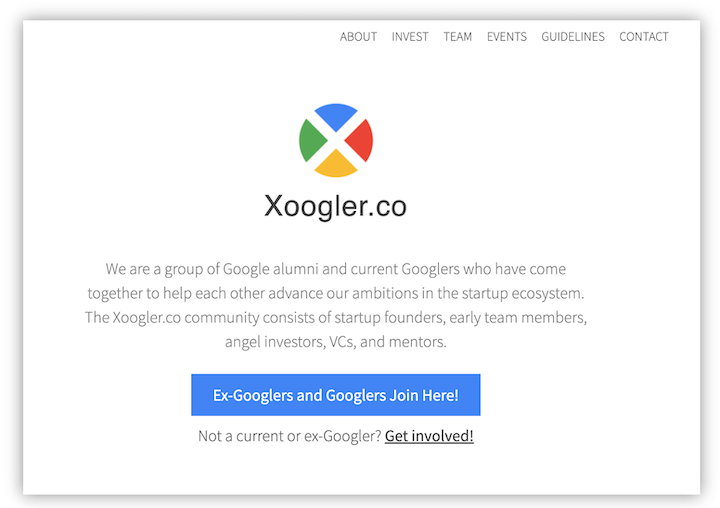 ABOUT INVEST TEAM EVENTS GUIDELINES CONTACT
Xoogler.co
We are a group of Google alumni and current Googlers who have come
together to help each other advance our ambitions in the startup ecosystem.
The Xoogler.co community consists of startup founders, early team members,
angel investors, VCs, and mentors.
Ex-Googlers and Googlers Join Here!
Not a current or ex-Googler? Get involved!